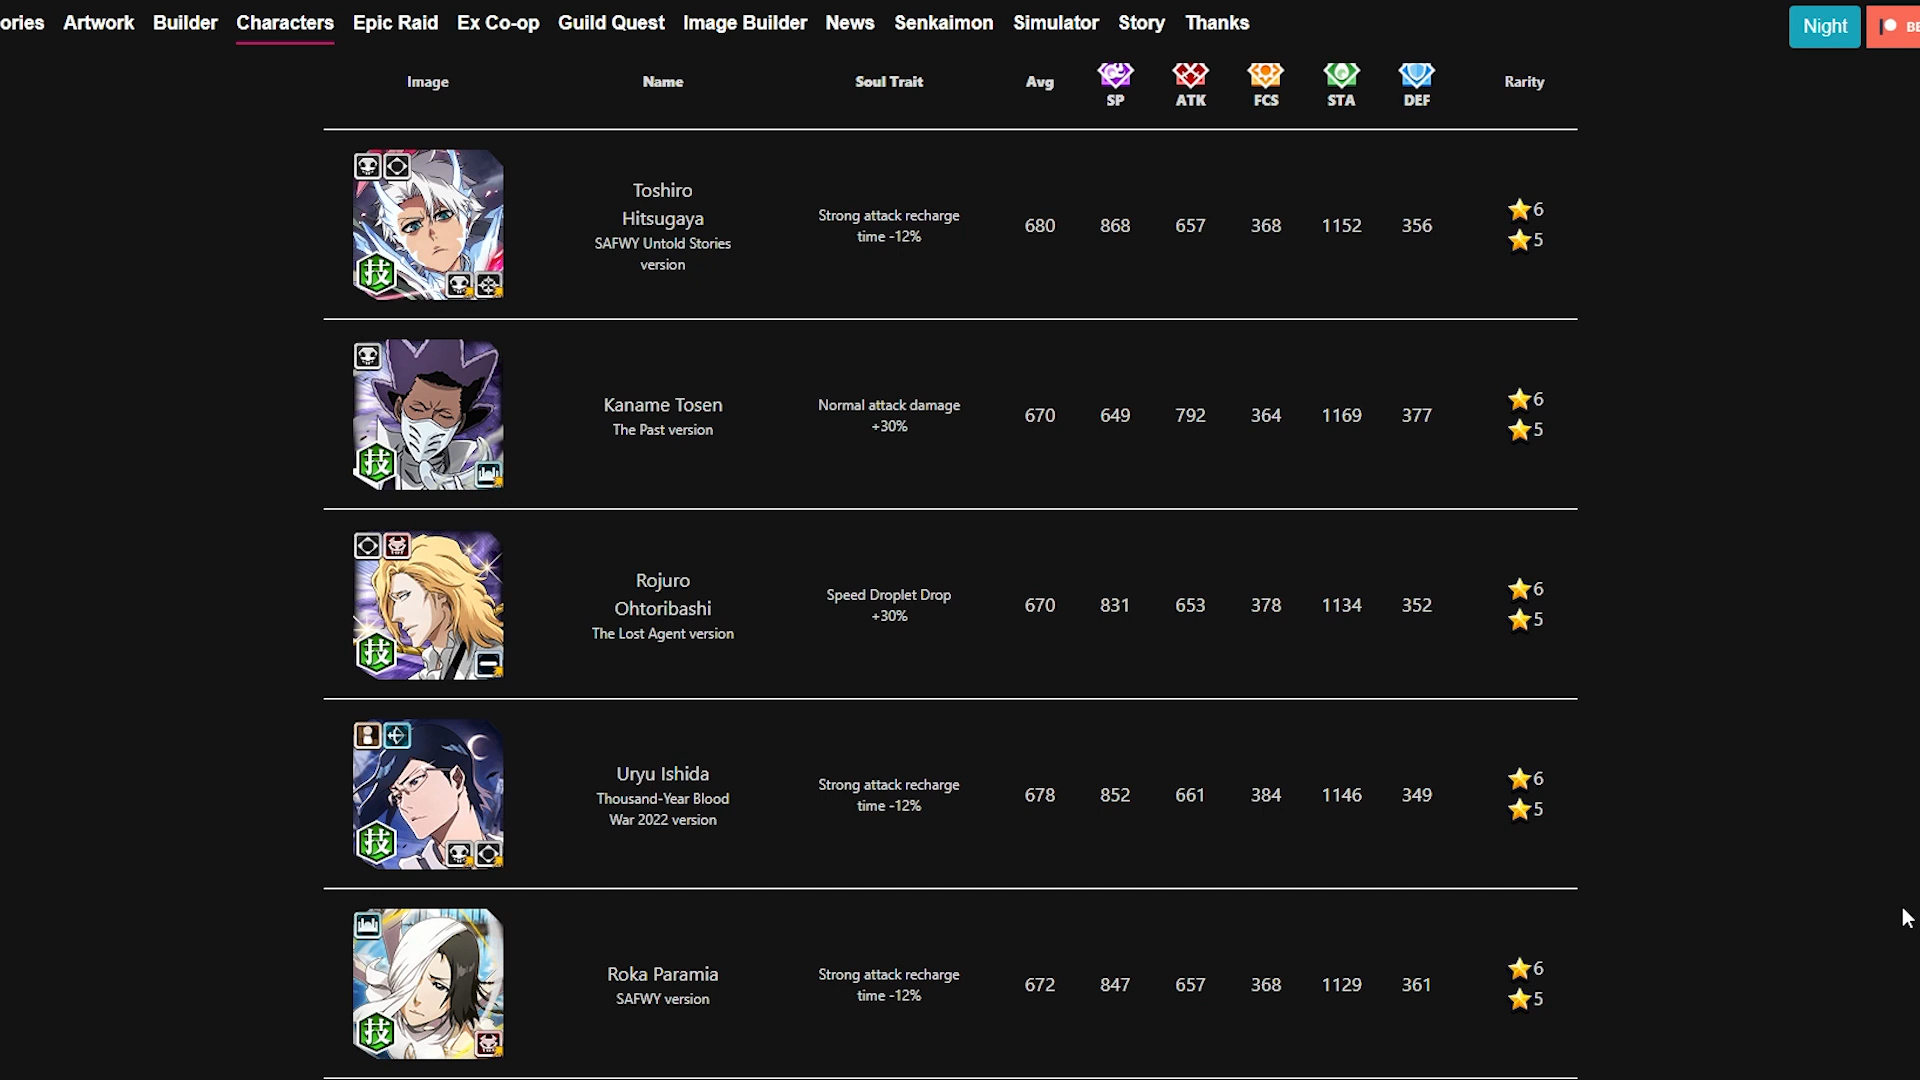 ories Artwork Builder Characters Epic Raid Ex Co-op Guild Quest Image Builder News Senkaimon Simulator Story Thanks Night BE
Image Name Soul Trait Avg SP ATK FCS STA DEF Rarity
Toshiro
Hitsugaya
SAFWY Untold Stories
version
Strong attack recharge
time -12%
680 868 657 368 1152 356
6
5
技
Kaname Tosen
The Past version
Normal attack damage
+30%
670 649 792 364 1169 377
6
5
技
Rojuro
Ohtoribashi
The Lost Agent version
Speed Droplet Drop
+30%
670 831 653 378 1134 352
6
5
技
Uryu Ishida
Thousand-Year Blood
War 2022 version
Strong attack recharge
time -12%
678 852 661 384 1146 349
6
5
技
Roka Paramia
SAFWY version
Strong attack recharge
time -12%
672 847 657 368 1129 361
6
5
技